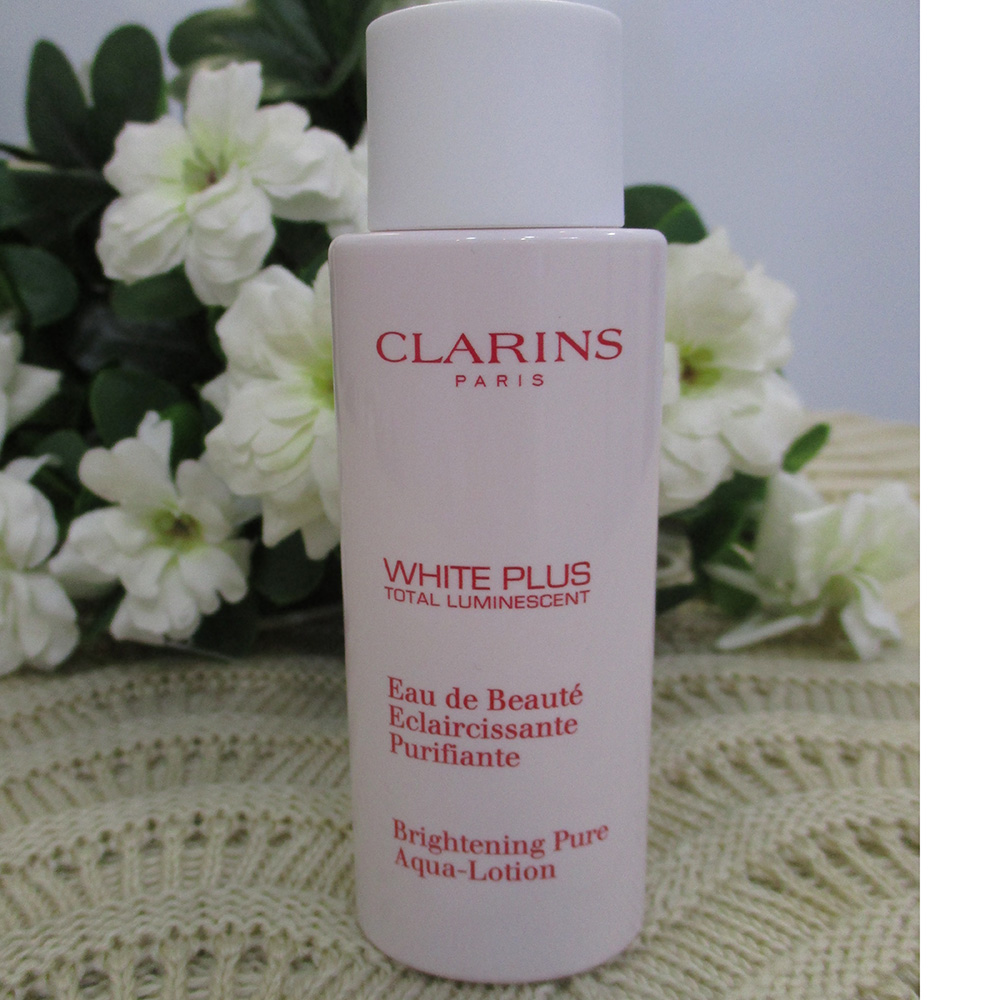 CLARINS
PARIS
WHITE PLUS
TOTAL LUMINESCENT
Eau de Beauté
Eclaircissante
Purifiante
Brightening Pure
Aqua-Lotion